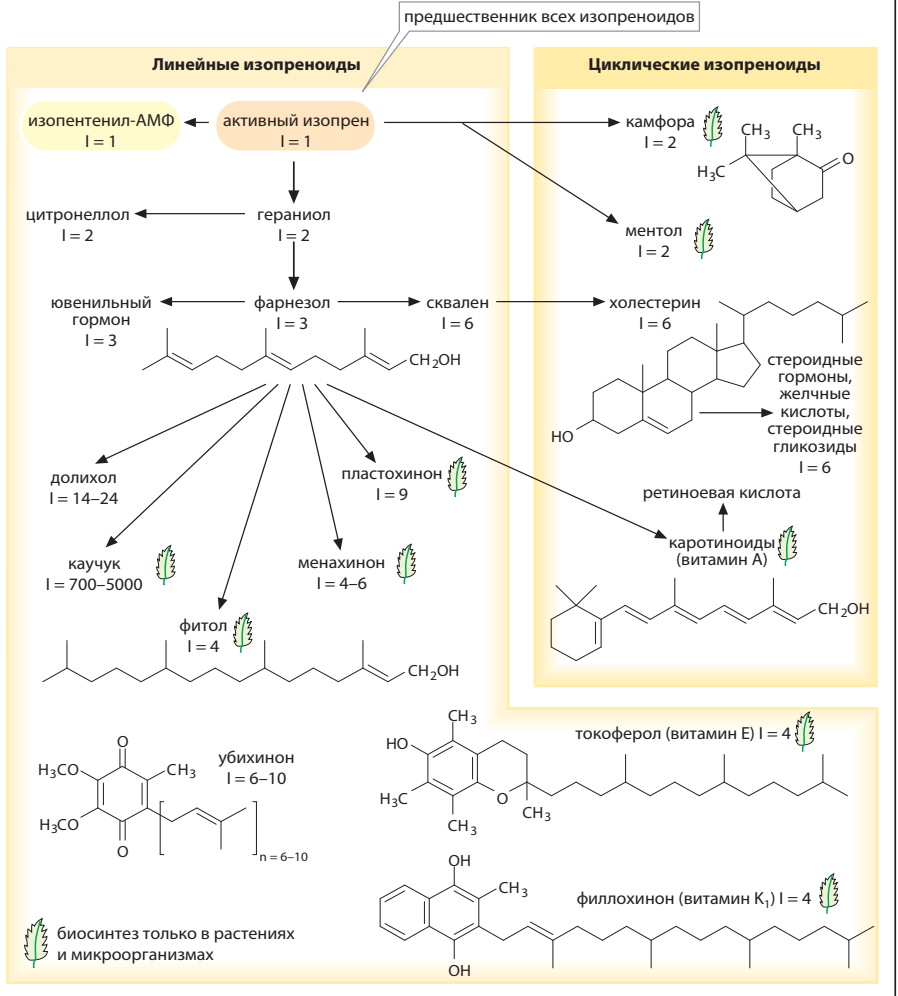 предшественник всех изопреноидов
Линейные изопреноиды
Циклические изопреноиды
изопентенил-АМФ
I = 1
активный изопрен
I = 1
камфора
I = 2
CH₃
CH₃
H₃C
O
цитронеллол
I = 2
гераниол
I = 2
ментол
I = 2
ювенильный
гормон
I = 3
фарнезол
I = 3
сквален
I = 6
холестерин
I = 6
CH₂OH
HO
стероидные
гормоны,
желчные
кислоты,
стероидные
гликозиды
I = 6
долихол
I = 14–24
пластохинон
I = 9
ретиноевая кислота
каучук
I = 700–5000
менахинон
I = 4–6
каротиноиды
(витамин А)
фитол
I = 4
CH₂OH
CH₂OH
убихинон
I = 6–10
O
H₃CO
CH₃
H₃CO
O
n = 6–10
токоферол (витамин Е) I = 4
CH₃
HO
H₃C
O
CH₃
CH₃
филлохинон (витамин К₁) I = 4
OH
CH₃
OH
биосинтез только в растениях
и микроорганизмах